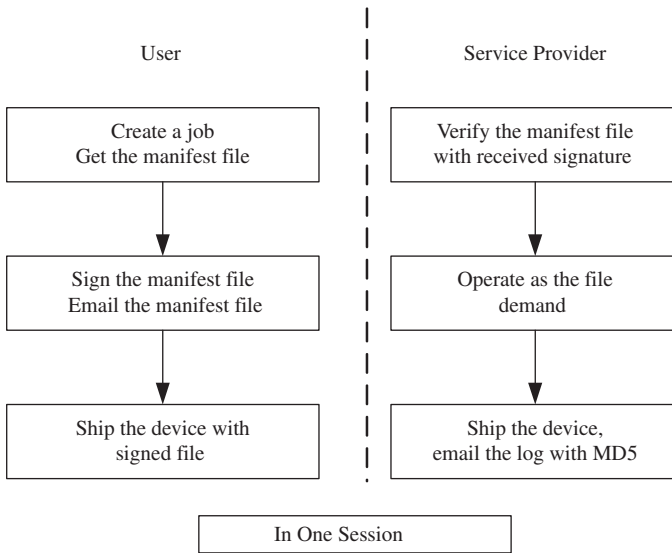 User
Create a job
Get the manifest file
Sign the manifest file
Email the manifest file
Ship the device with
signed file
Service Provider
Verify the manifest file
with received signature
Operate as the file
demand
Ship the device,
email the log with MD5
In One Session